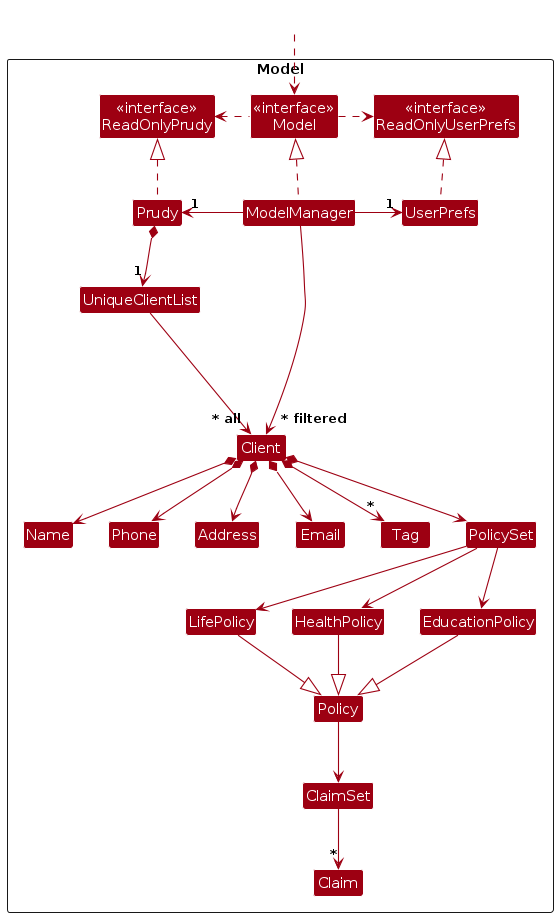 Model
«interface»
ReadOnlyPrudy
«interface»
Model
«interface»
ReadOnlyUserPrefs
Prudy
1
ModelManager
1
UserPrefs
1
UniqueClientList
* all
* filtered
Client
*
Name
Phone
Address
Email
Tag
PolicySet
LifePolicy
HealthPolicy
EducationPolicy
Policy
ClaimSet
*
Claim